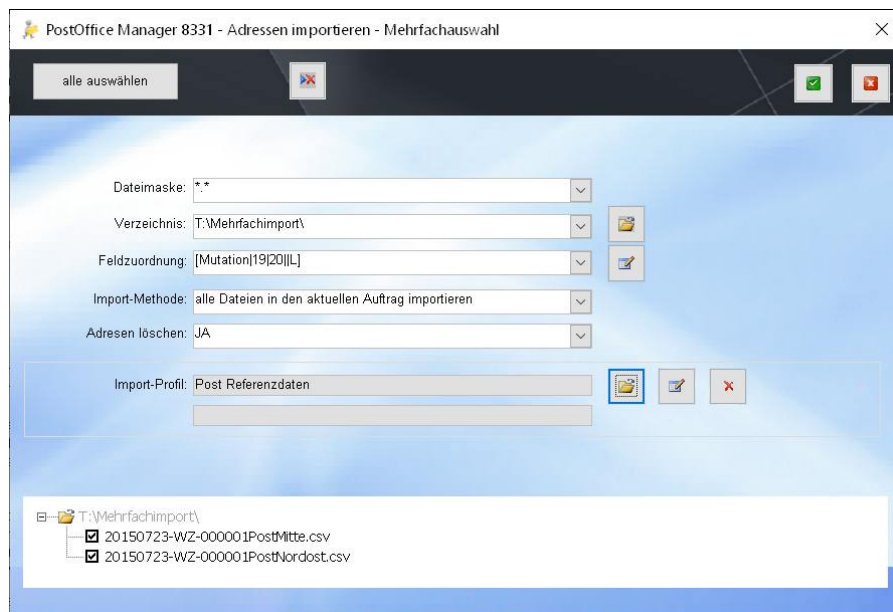 PostOffice Manager 8331 - Adressen importieren - Mehrfachauswahl
alle auswählen
Dateimaske: *.*
Verzeichnis: T:\Mehrfachimport\
Feldzuordnung: [Mutation|19|20||L]
Import-Methode: alle Dateien in den aktuellen Auftrag importieren
Adresen löschen: JA
Import-Profil: Post Referenzdaten
T:\Mehrfachimport\
20150723-WZ-000001PostMitte.csv
20150723-WZ-000001PostNordost.csv